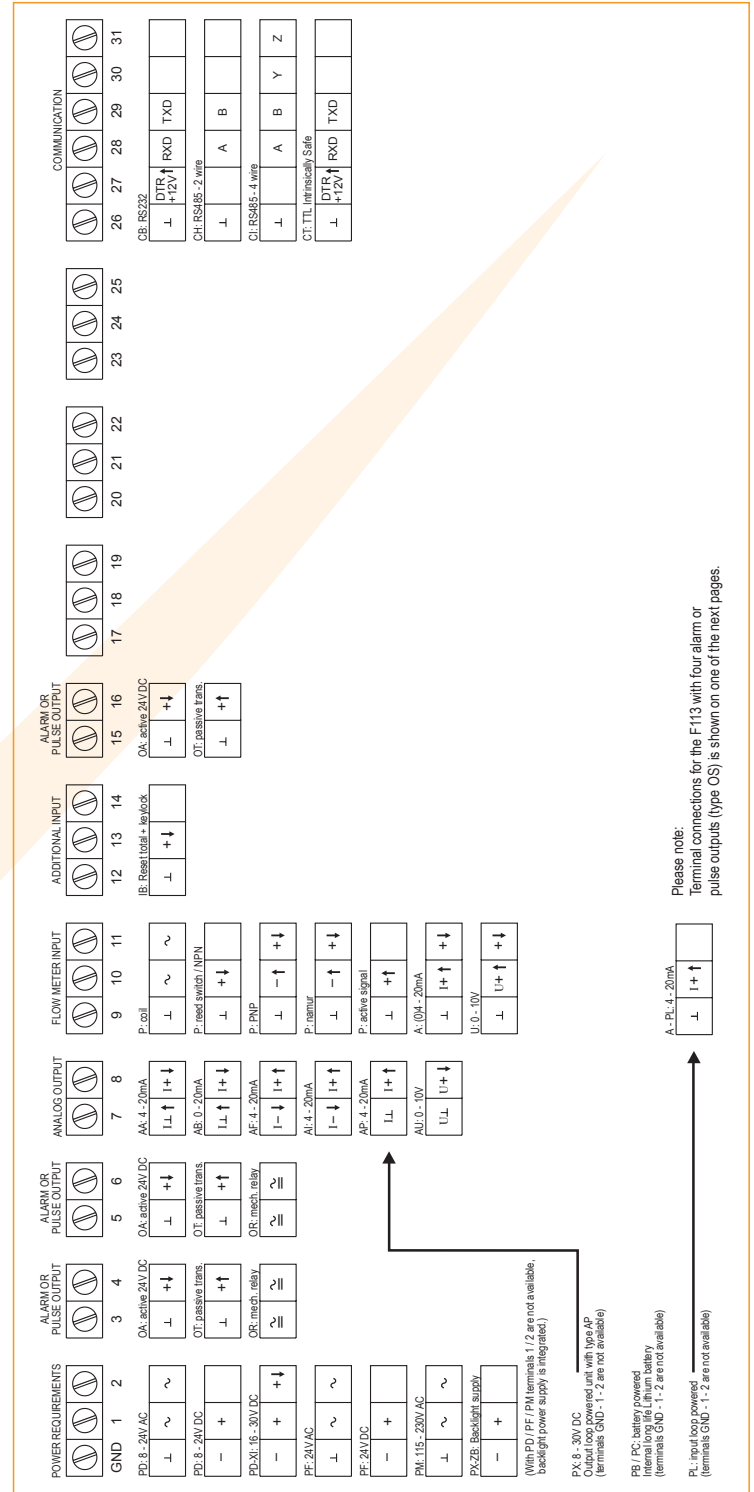 POWER REQUIREMENTS
GND 1 2
PD: 8 - 24V AC
⊥ ~ ~
PD: 8 - 24V DC
− +
PD-XI: 16 - 30V DC
− + +↓
PF: 24V AC
⊥ ~ ~
PF: 24V DC
− +
PM: 115 - 230V AC
⊥ ~ ~
PX-ZB: Backlight supply
− +
(With PD / PF / PM terminals 1 / 2 are not available,
backlight power supply is integrated.)
PX: 8 - 30V DC
Output loop powered unit with type AP
(terminals GND - 1 - 2 are not available)
PB / PC: battery powered
Internal long life Lithium battery
(terminals GND - 1 - 2 are not available)
PL: input loop powered
(terminals GND - 1 - 2 are not available)
ALARM OR
PULSE OUTPUT
3 4
OA: active 24V DC
⊥ +↓
OT: passive trans.
⊥ +↑
OR: mech. relay
ALARM OR
PULSE OUTPUT
5 6
OA: active 24V DC
⊥ +↓
OT: passive trans.
⊥ +↑
OR: mech. relay
ANALOG OUTPUT
7 8
AA: 4 - 20mA
I⊥↑ I+↓
AB: 0 - 20mA
I⊥↑ I+↓
AF: 4 - 20mA
I−↓ I+↑
AI: 4 - 20mA
I−↓ I+↑
AP: 4 - 20mA
I⊥ I+↑
AU: 0 - 10V
U⊥ U+↓
FLOW METER INPUT
9 10 11
P: coil
⊥ ~ ~
P: reed switch / NPN
⊥ +↓
P: PNP
⊥ −↑ +↓
P: namur
⊥ −↑ +↓
P: active signal
⊥ +↑
A: (0)4 - 20mA
⊥ I+↑ +↓
U: 0 - 10V
⊥ U+↑ +↓
A - PL: 4 - 20mA
⊥ I+↑
ADDITIONAL INPUT
12 13 14
IB: Reset total + keylock
⊥ +↓
ALARM OR
PULSE OUTPUT
15 16
OA: active 24V DC
⊥ +↓
OT: passive trans.
⊥ +↑
17 18 19
20 21 22
23 24 25
COMMUNICATION
26 27 28 29 30 31
CB: RS232
⊥ DTR +12V↑ RXD TXD
CH: RS485 - 2 wire
⊥ A B
CI: RS485 - 4 wire
⊥ A B Y Z
CT: TTL Intrinsically Safe
⊥ DTR +12V↑ RXD TXD
Please note:
Terminal connections for the F113 with four alarm or
pulse outputs (type OS) is shown on one of the next pages.